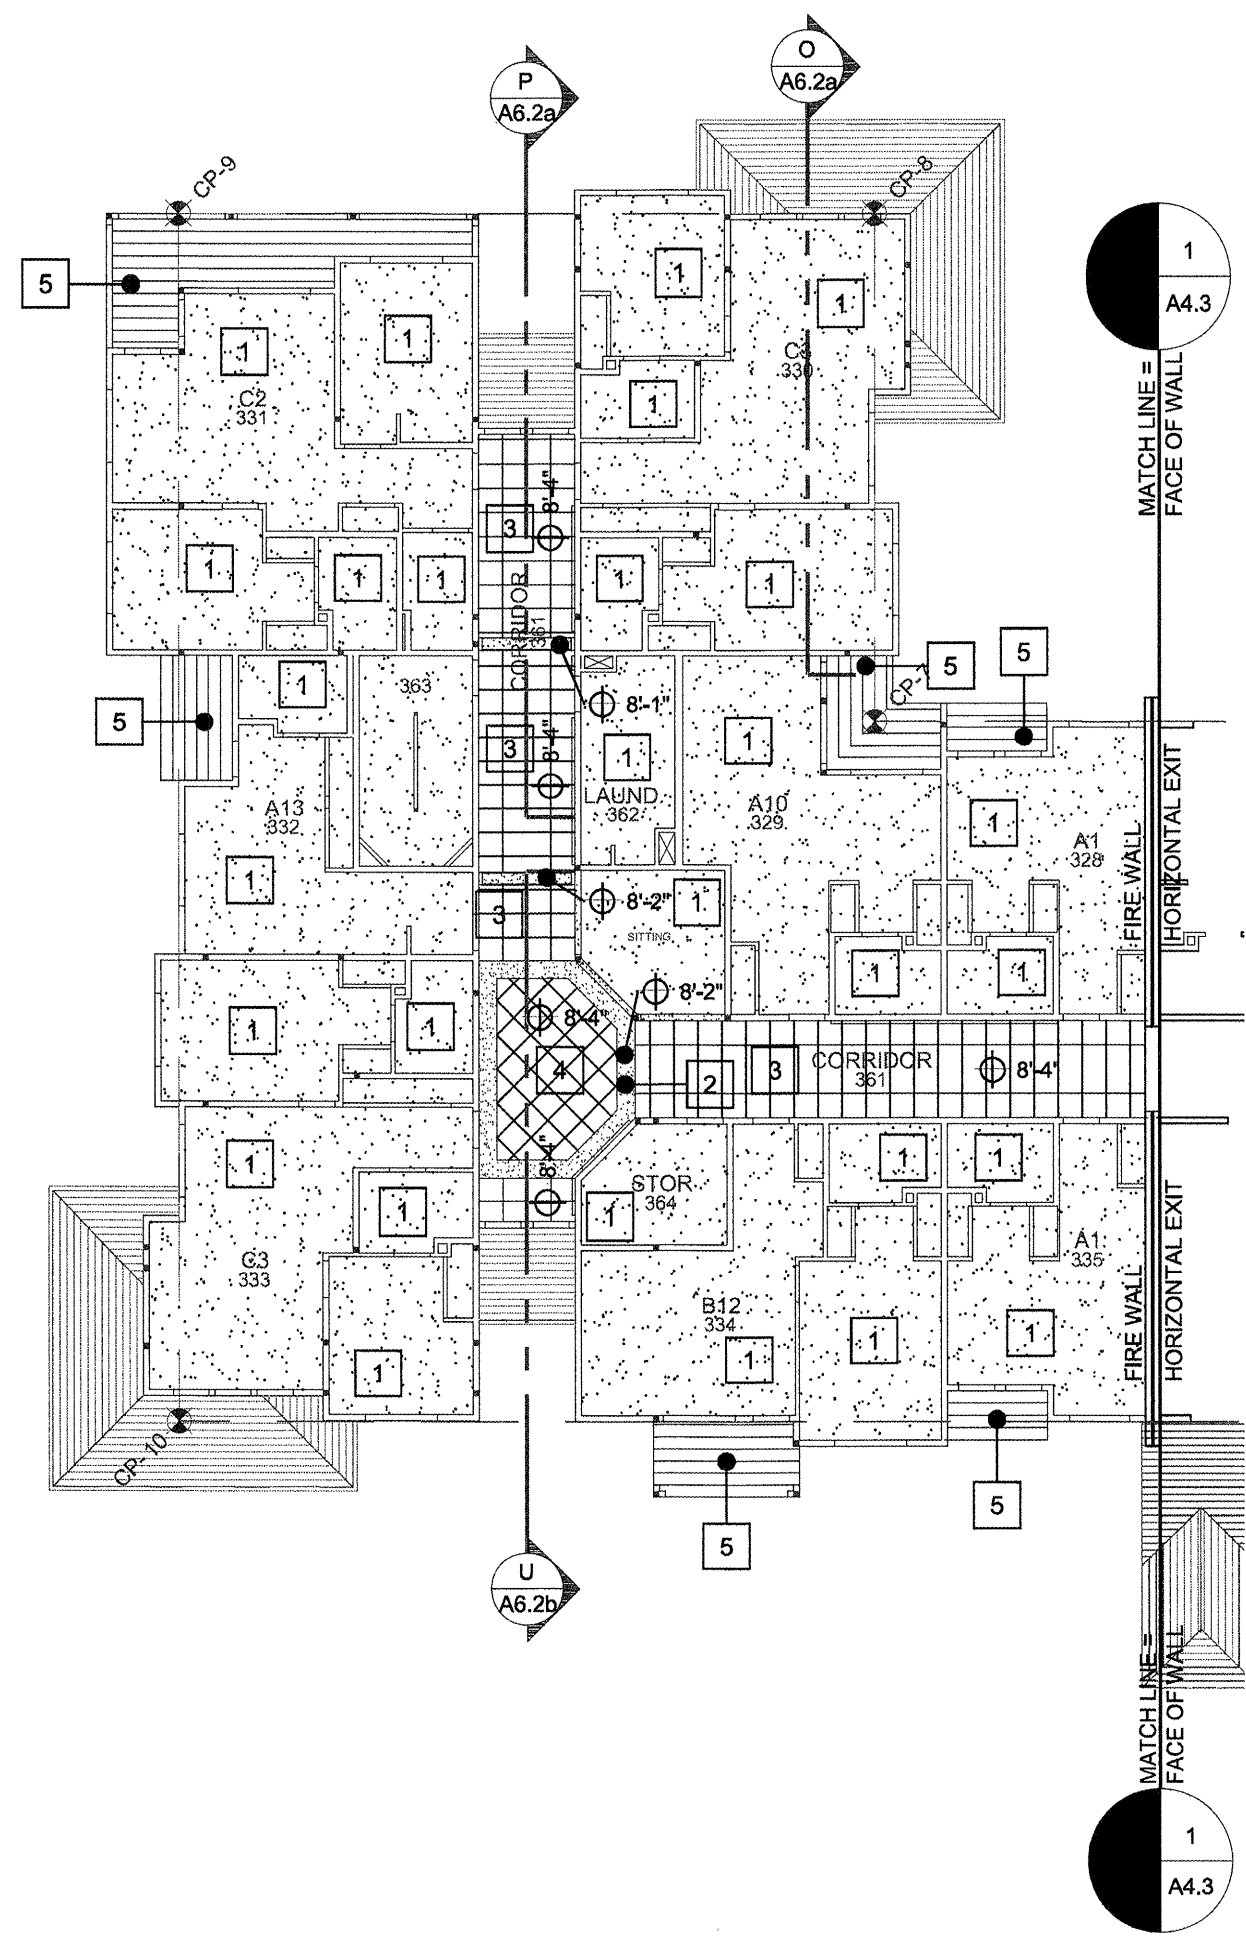 O
A6.2a
P
A6.2a
CP-9
CP-8
1
A4.3
5
1
1
1
1
C3
330
MATCH LINE =
FACE OF WALL
C2
331
1
1
3
8'-4"
1
1
1
1
1
CORRIDOR
361
5
5
CP-7
1
363
8'-1"
5
3
8'-4"
1
1
LAUND
362
A10
329
1
A1
328
A13
332
1
FIRE WALL
HORIZONTAL EXIT
3
8'-2"
1
SITTING
1
1
8'-2"
8'-4"
1
1
4
2
3
CORRIDOR
361
8'-4"
8'-4"
1
1
1
STOR
364
1
1
C3
333
A1
335
FIRE WALL
HORIZONTAL EXIT
B12
334
1
1
1
1
5
5
CP-10
U
A6.2b
MATCH LINE =
FACE OF WALL
1
A4.3